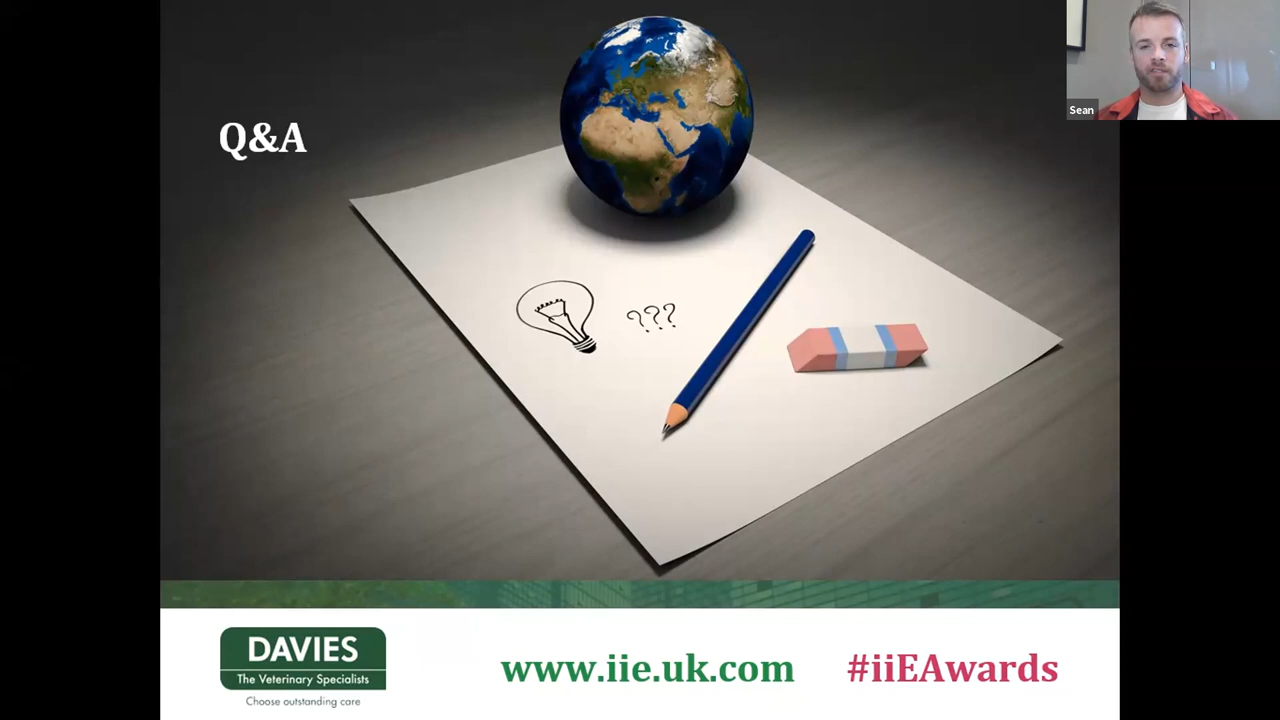 Sean
Q&A
???
DAVIES
The Veterinary Specialists
Choose outstanding care
www.iie.uk.com
#iiEAwards